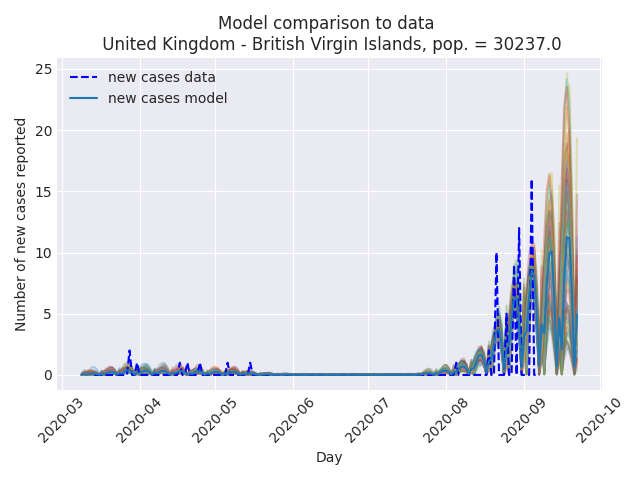 Model comparison to data
United Kingdom - British Virgin Islands, pop. = 30237.0
new cases data
new cases model
Number of new cases reported
25
20
15
10
5
0
2020-03
2020-04
2020-05
2020-06
2020-07
2020-08
2020-09
2020-10
Day